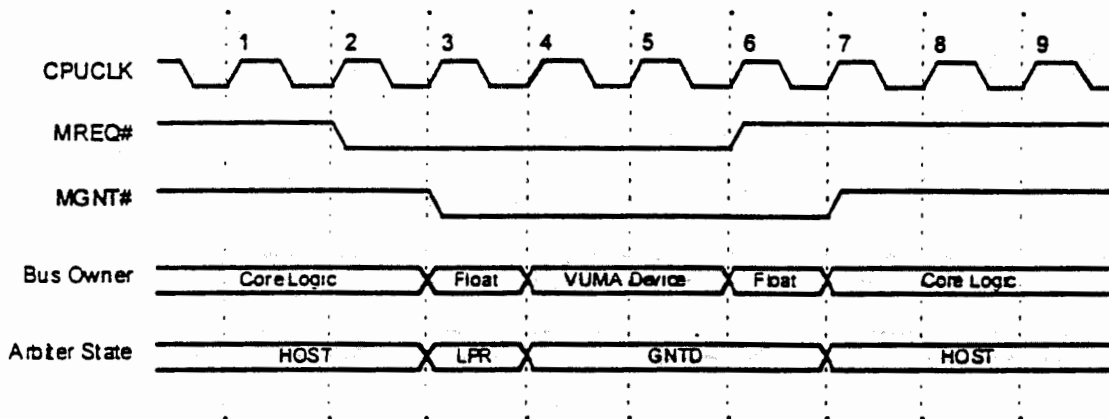 1 2 3 4 5 6 7 8 9
CPUCLK
MREQ#
MGNT#
Bus Owner Core Logic Float VUMA Device Float Core Logic
Arbiter State HOST LPR GNTD HOST